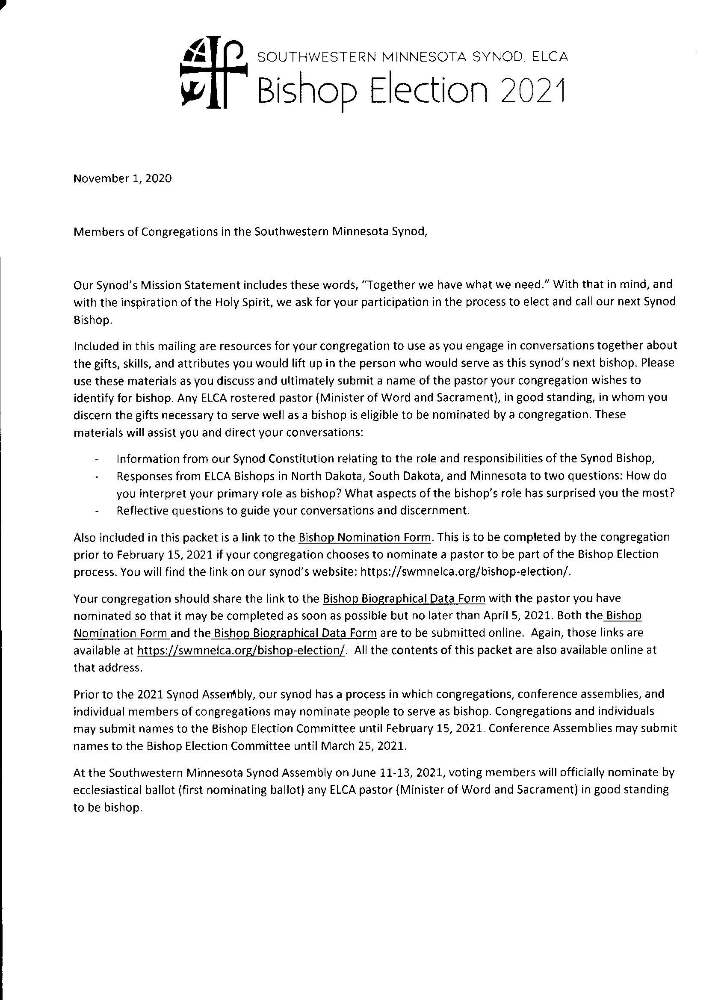 SOUTHWESTERN MINNESOTA SYNOD, ELCA
Bishop Election 2021
November 1, 2020
Members of Congregations in the Southwestern Minnesota Synod,
Our Synod's Mission Statement includes these words, "Together we have what we need." With that in mind, and
with the inspiration of the Holy Spirit, we ask for your participation in the process to elect and call our next Synod
Bishop.
Included in this mailing are resources for your congregation to use as you engage in conversations together about
the gifts, skills, and attributes you would lift up in the person who would serve as this synod's next bishop. Please
use these materials as you discuss and ultimately submit a name of the pastor your congregation wishes to
identify for bishop. Any ELCA rostered pastor (Minister of Word and Sacrament), in good standing, in whom you
discern the gifts necessary to serve well as a bishop is eligible to be nominated by a congregation. These
materials will assist you and direct your conversations:
- Information from our Synod Constitution relating to the role and responsibilities of the Synod Bishop,
- Responses from ELCA Bishops in North Dakota, South Dakota, and Minnesota to two questions: How do
you interpret your primary role as bishop? What aspects of the bishop's role has surprised you the most?
- Reflective questions to guide your conversations and discernment.
Also included in this packet is a link to the Bishop Nomination Form. This is to be completed by the congregation
prior to February 15, 2021 if your congregation chooses to nominate a pastor to be part of the Bishop Election
process. You will find the link on our synod's website: https://swmnelca.org/bishop-election/.
Your congregation should share the link to the Bishop Biographical Data Form with the pastor you have
nominated so that it may be completed as soon as possible but no later than April 5, 2021. Both the Bishop
Nomination Form and the Bishop Biographical Data Form are to be submitted online. Again, those links are
available at https://swmnelca.org/bishop-election/. All the contents of this packet are also available online at
that address.
Prior to the 2021 Synod Assembly, our synod has a process in which congregations, conference assemblies, and
individual members of congregations may nominate people to serve as bishop. Congregations and individuals
may submit names to the Bishop Election Committee until February 15, 2021. Conference Assemblies may submit
names to the Bishop Election Committee until March 25, 2021.
At the Southwestern Minnesota Synod Assembly on June 11-13, 2021, voting members will officially nominate by
ecclesiastical ballot (first nominating ballot) any ELCA pastor (Minister of Word and Sacrament) in good standing
to be bishop.